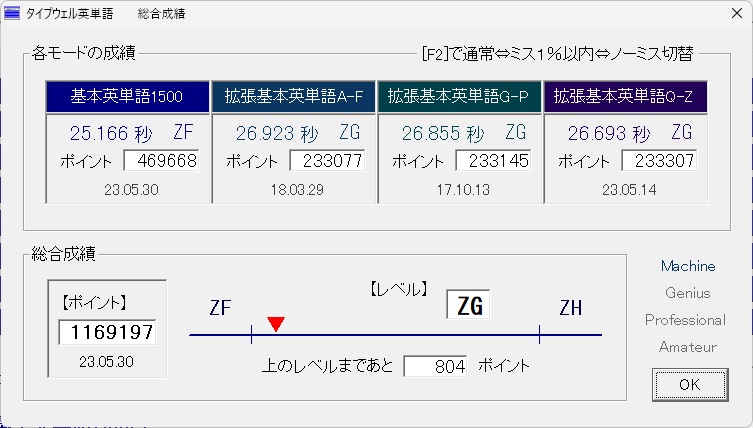 タイプウェル英単語 総合成績
各モードの成績
[F2]で通常⇔ミス1%以内⇔ノーミス切替
基本英単語1500 拡張基本英単語A-F 拡張基本英単語G-P 拡張基本英単語Q-Z
25.166 秒 ZF 26.923 秒 ZG 26.855 秒 ZG 26.693 秒 ZG
ポイント 469668 ポイント 233077 ポイント 233145 ポイント 233307
23.05.30 18.03.29 17.10.13 23.05.14
総合成績
【ポイント】
1169197
23.05.30
【レベル】 ZG
ZF ZH
上のレベルまであと 804 ポイント
Machine
Genius
Professional
Amateur
OK